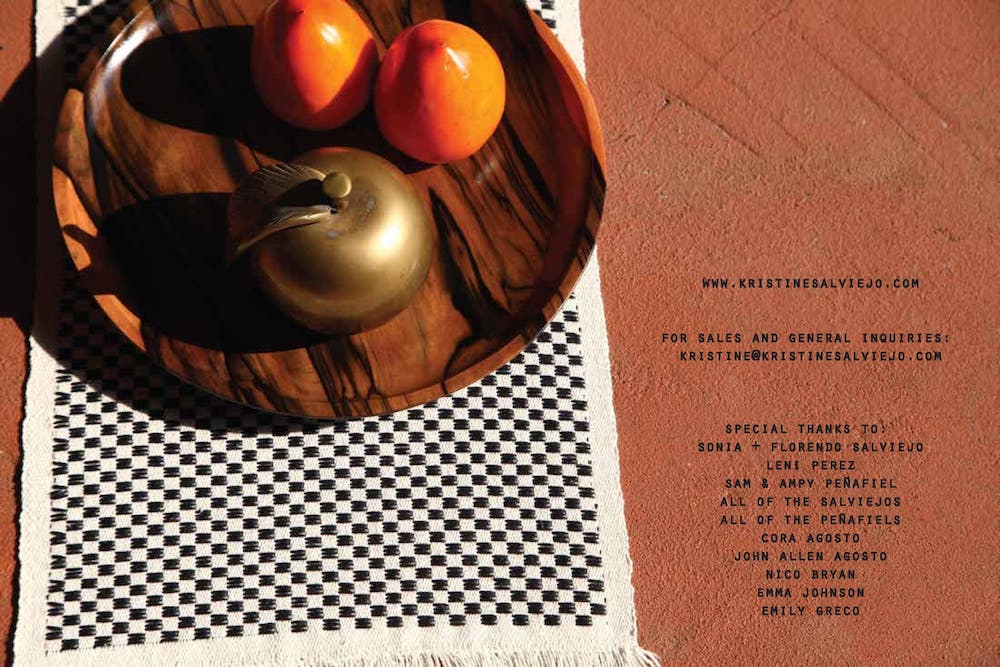 WWW.KRISTINESALVIEJO.COM
FOR SALES AND GENERAL INQUIRIES:
KRISTINE@KRISTINESALVIEJO.COM
SPECIAL THANKS TO:
SONIA + FLORENDO SALVIEJO
LENI PEREZ
SAM & AMPY PEÑAFIEL
ALL OF THE SALVIEJOS
ALL OF THE PEÑAFIELS
CORA AGOSTO
JOHN ALLEN AGOSTO
NICO BRYAN
EMMA JOHNSON
EMILY GRECO